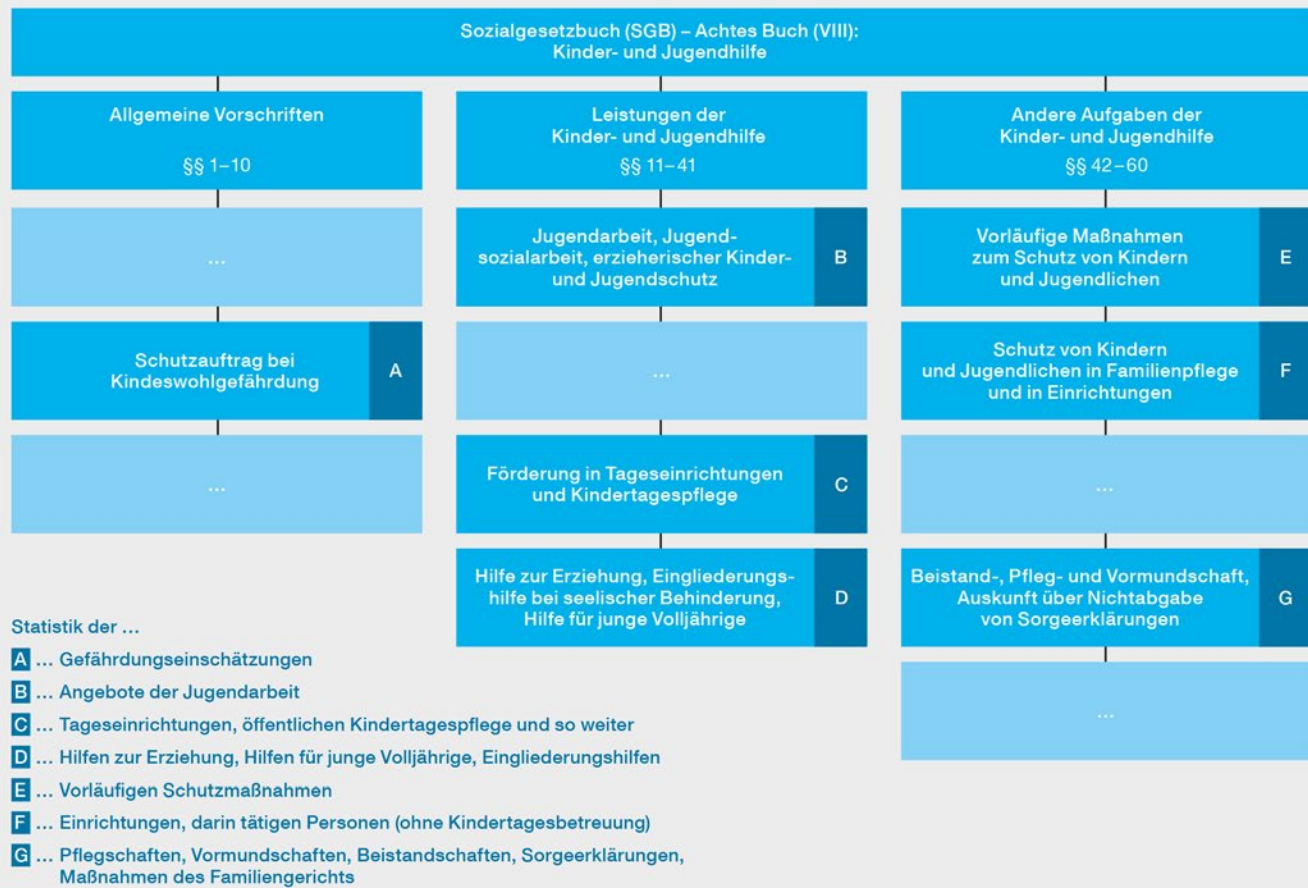 Sozialgesetzbuch (SGB) – Achtes Buch (VIII):
Kinder- und Jugendhilfe
Allgemeine Vorschriften
§§ 1–10
...
Schutzauftrag bei
Kindeswohlgefährdung
A
...
Leistungen der
Kinder- und Jugendhilfe
§§ 11–41
Jugendarbeit, Jugend-
sozialarbeit, erzieherischer Kinder-
und Jugendschutz
B
...
Förderung in Tageseinrichtungen
und Kindertagespflege
C
Hilfe zur Erziehung, Eingliederungs-
hilfe bei seelischer Behinderung,
Hilfe für junge Volljährige
D
Andere Aufgaben der
Kinder- und Jugendhilfe
§§ 42–60
Vorläufige Maßnahmen
zum Schutz von Kindern
und Jugendlichen
E
Schutz von Kindern
und Jugendlichen in Familienpflege
und in Einrichtungen
F
...
Beistand-, Pfleg- und Vormundschaft,
Auskunft über Nichtabgabe
von Sorgeerklärungen
G
...
Statistik der ...
A ... Gefährdungseinschätzungen
B ... Angebote der Jugendarbeit
C ... Tageseinrichtungen, öffentlichen Kindertagespflege und so weiter
D ... Hilfen zur Erziehung, Hilfen für junge Volljährige, Eingliederungshilfen
E ... Vorläufigen Schutzmaßnahmen
F ... Einrichtungen, darin tätigen Personen (ohne Kindertagesbetreuung)
G ... Pflegschaften, Vormundschaften, Beistandschaften, Sorgeerklärungen,
Maßnahmen des Familiengerichts